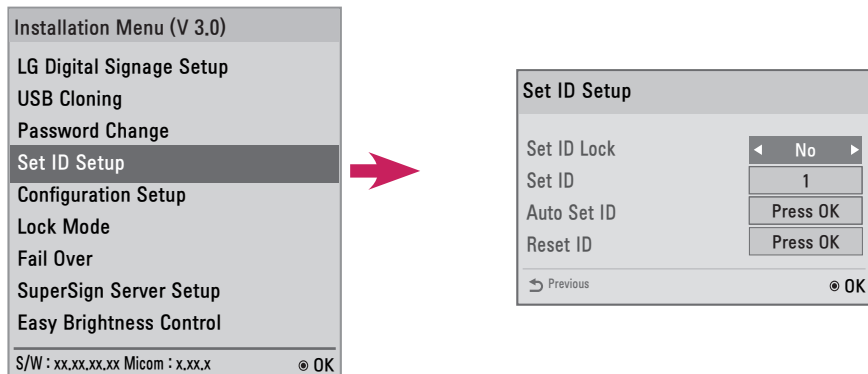 Installation Menu (V 3.0)
LG Digital Signage Setup
USB Cloning
Password Change
Set ID Setup
Configuration Setup
Lock Mode
Fail Over
SuperSign Server Setup
Easy Brightness Control
S/W : xx.xx.xx.xx Micom : x.xx.x OK
Set ID Setup
Set ID Lock No
Set ID 1
Auto Set ID Press OK
Reset ID Press OK
Previous OK